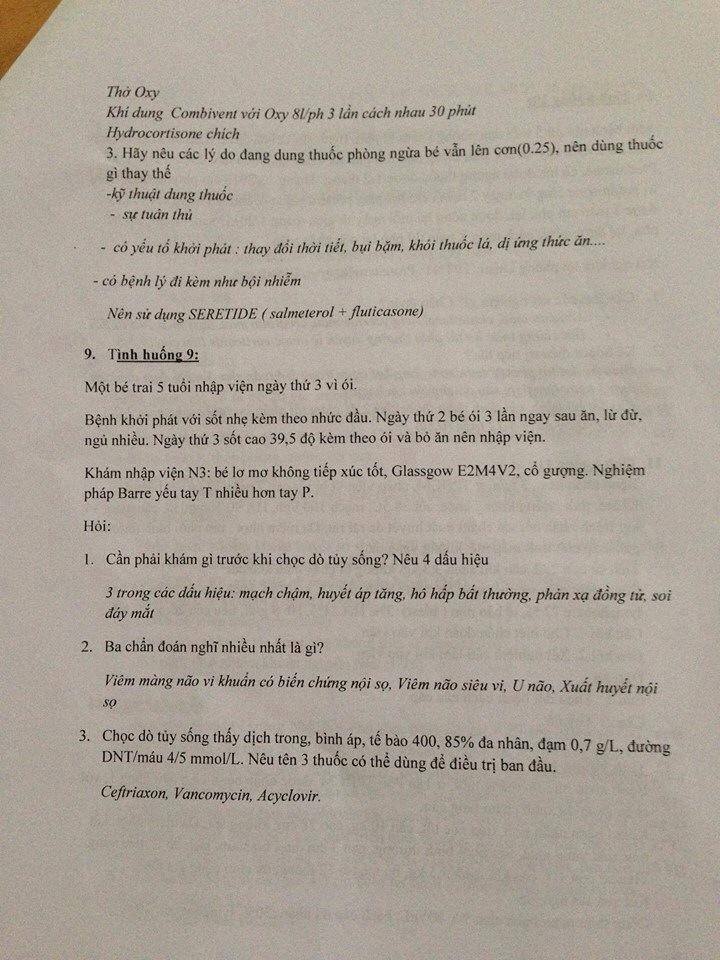 Thở Oxy
Khí dung Combivent với Oxy 8l/ph 3 lần cách nhau 30 phút
Hydrocortisone chích
3. Hãy nêu các lý do đang dung thuốc phòng ngừa bé vẫn lên cơn(0.25), nên dùng thuốc
gì thay thế
-kỹ thuật dung thuốc
- sự tuân thủ
- có yếu tố khởi phát : thay đổi thời tiết, bụi bặm, khói thuốc lá, dị ứng thức ăn....
- có bệnh lý đi kèm như bội nhiễm
Nên sử dụng SERETIDE ( salmeterol + fluticasone)
9. Tình huống 9:
Một bé trai 5 tuổi nhập viện ngày thứ 3 vì ói.
Bệnh khởi phát với sốt nhẹ kèm theo nhức đầu. Ngày thứ 2 bé ói 3 lần ngay sau ăn, lừ đừ,
ngủ nhiều. Ngày thứ 3 sốt cao 39,5 độ kèm theo ói và bỏ ăn nên nhập viện.
Khám nhập viện N3: bé lơ mơ không tiếp xúc tốt, Glassgow E2M4V2, cổ gượng. Nghiệm
pháp Barre yếu tay T nhiều hơn tay P.
Hỏi:
1. Cần phải khám gì trước khi chọc dò tủy sống? Nêu 4 dấu hiệu
3 trong các dấu hiệu: mạch chậm, huyết áp tăng, hô hấp bất thường, phản xạ đồng tử, soi
đáy mắt
2. Ba chẩn đoán nghĩ nhiều nhất là gì?
Viêm màng não vi khuẩn có biến chứng nội sọ, Viêm não siêu vi, U não, Xuất huyết nội
sọ
3. Chọc dò tủy sống thấy dịch trong, bình áp, tế bào 400, 85% đa nhân, đạm 0,7 g/L, đường
DNT/máu 4/5 mmol/L. Nêu tên 3 thuốc có thể dùng để điều trị ban đầu.
Ceftriaxon, Vancomycin, Acyclovir.